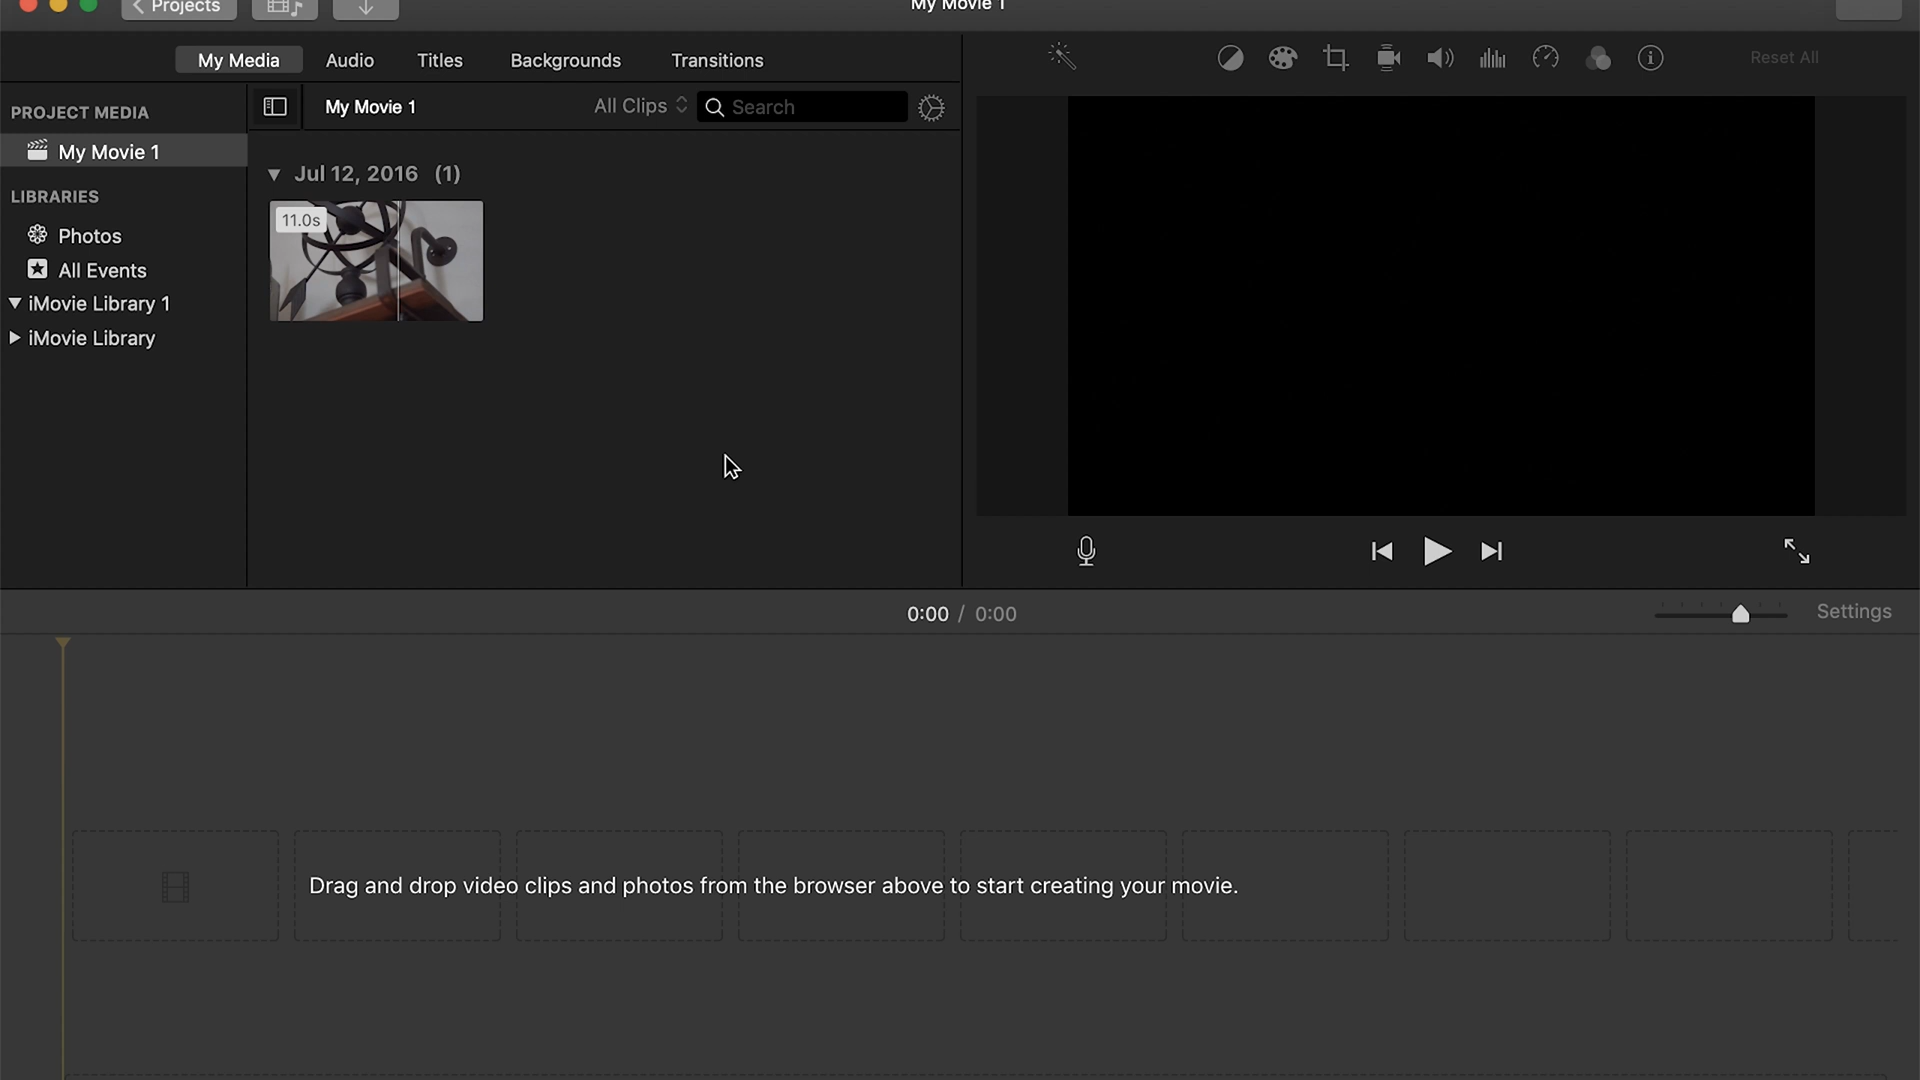 Projects
My Movie 1
My Media
Audio
Titles
Backgrounds
Transitions
Reset All
PROJECT MEDIA
My Movie 1
All Clips
Search
My Movie 1
Jul 12, 2016 (1)
11.0s
LIBRARIES
Photos
All Events
iMovie Library 1
iMovie Library
0:00 / 0:00
Settings
Drag and drop video clips and photos from the browser above to start creating your movie.